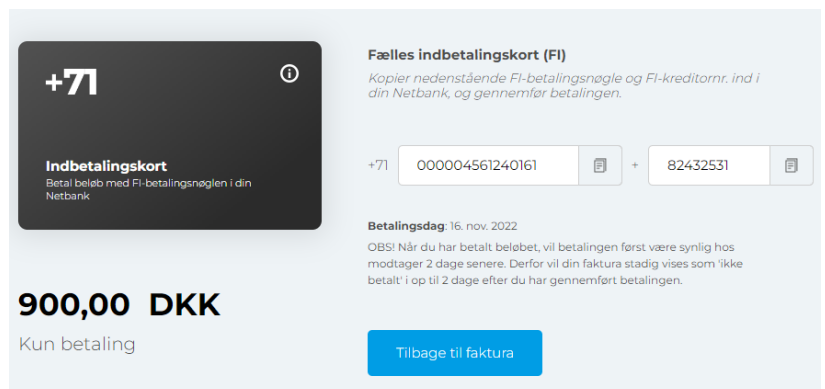 +71
Indbetalingskort
Betal beløb med FI-betalingsnøglen i din
Netbank
900,00 DKK
Kun betaling
Fælles indbetalingskort (FI)
Kopier nedenstående FI-betalingsnøgle og FI-kreditornr. ind i
din Netbank, og gennemfør betalingen.
+71 000004561240161 + 82432531
Betalingsdag: 16. nov. 2022
OBS! Når du har betalt beløbet, vil betalingen først være synlig hos
modtager 2 dage senere. Derfor vil din faktura stadig vises som 'ikke
betalt' i op til 2 dage efter du har gennemført betalingen.
Tilbage til faktura